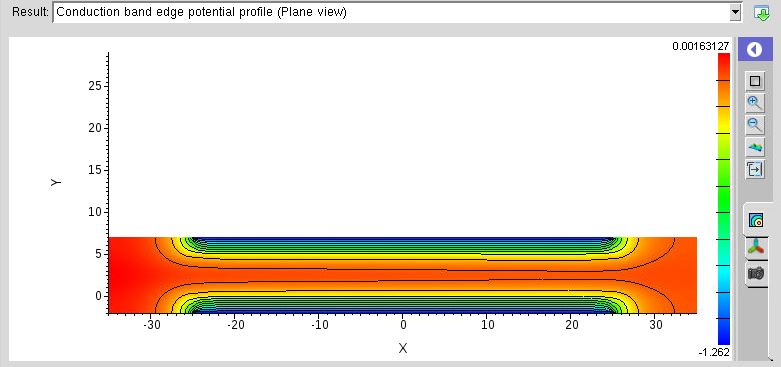 Result: Conduction band edge potential profile (Plane view)
0.00163127
25
20
15
Y
10
5
0
-30 -20 -10 0 10 20 30
X
-1.262